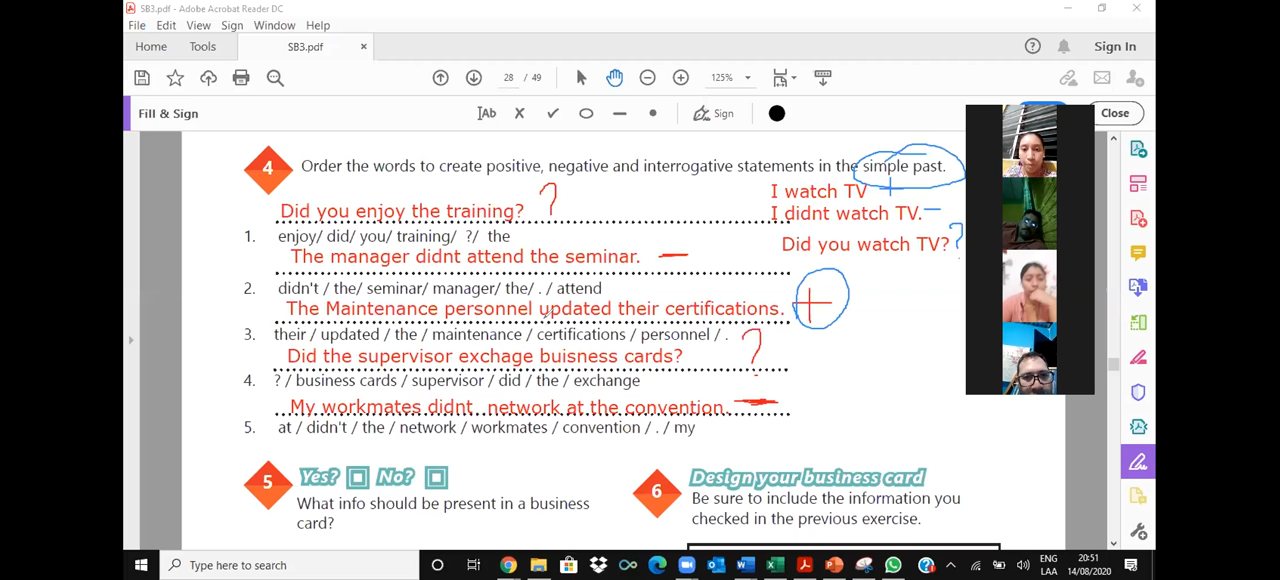 SB3.pdf - Adobe Acrobat Reader DC
File Edit View Sign Window Help
Home Tools SB3.pdf × Sign In
28 / 49 125%
Fill & Sign Ab Sign Close
4 Order the words to create positive, negative and interrogative statements in the simple past.
I watch TV +
Did you enjoy the training? ?
I didnt watch TV. –
1. enjoy/ did/ you/ training/ ?/ the
Did you watch TV? ?
The manager didnt attend the seminar. –
2. didn't / the/ seminar/ manager/ the/ . / attend
The Maintenance personnel updated their certifications. +
3. their / updated / the / maintenance / certifications / personnel / .
Did the supervisor exchage buisness cards? ?
4. ? / business cards / supervisor / did / the / exchange
My workmates didnt network at the convention. –
5. at / didn't / the / network / workmates / convention / . / my
5 Yes? No?
What info should be present in a business
card?
6 Design your business card
Be sure to include the information you
checked in the previous exercise.
Type here to search
ENG
LAA
20:51
14/08/2020